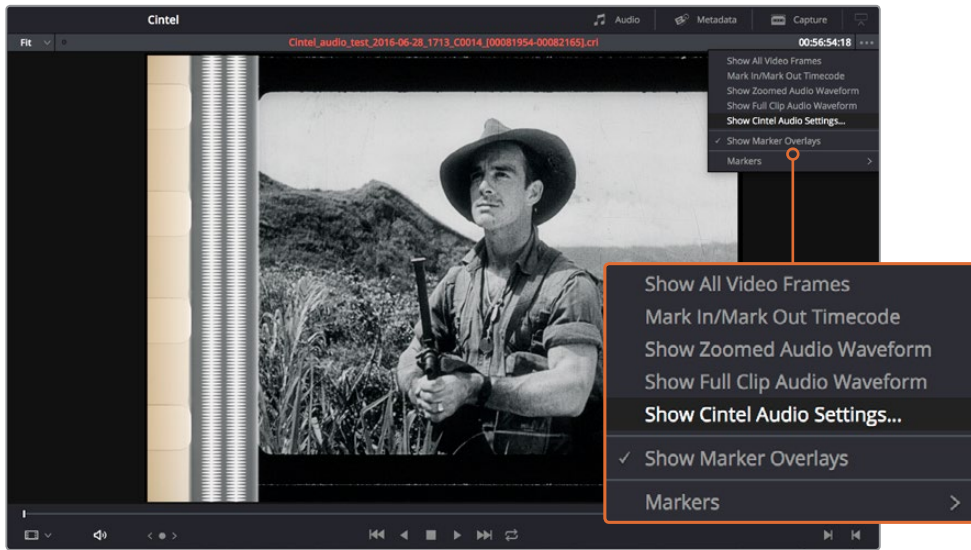 Cintel
Audio
Metadata
Capture
Fit
Cintel_audio_test_2016-06-28_1713_C0014_[00081954-00082165].cri
00:56:54:18
Show All Video Frames
Mark In/Mark Out Timecode
Show Zoomed Audio Waveform
Show Full Clip Audio Waveform
Show Cintel Audio Settings...
Show Marker Overlays
Markers
Show All Video Frames
Mark In/Mark Out Timecode
Show Zoomed Audio Waveform
Show Full Clip Audio Waveform
Show Cintel Audio Settings...
Show Marker Overlays
Markers